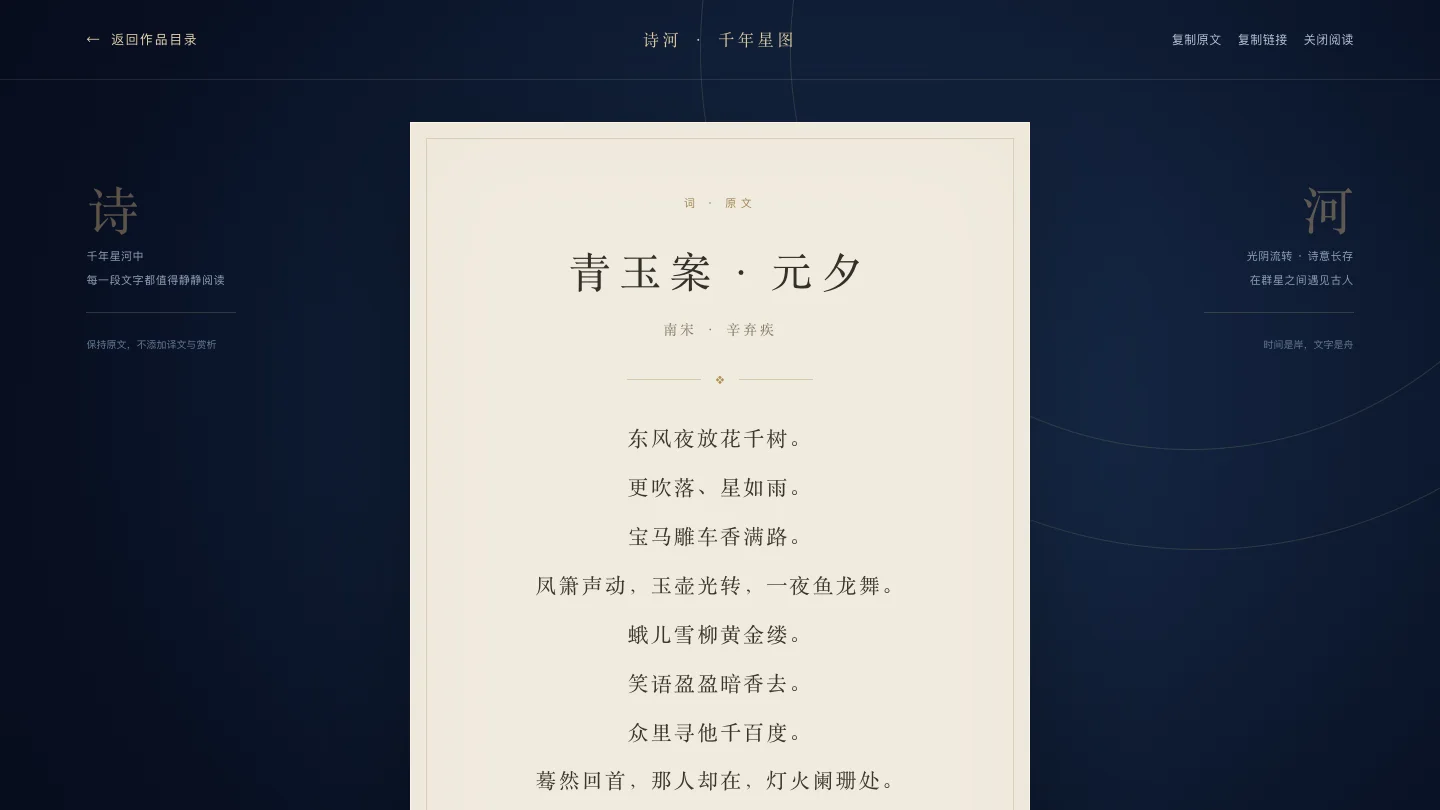 ← 返回作品目录
诗河 · 千年星图
复制原文 复制链接 关闭阅读
诗
千年星河中
每一段文字都值得静静阅读
保持原文，不添加译文与赏析
词 · 原文
青玉案 · 元夕
南宋 · 辛弃疾
东风夜放花千树。
更吹落、星如雨。
宝马雕车香满路。
凤箫声动，玉壶光转，一夜鱼龙舞。
蛾儿雪柳黄金缕。
笑语盈盈暗香去。
众里寻他千百度。
蓦然回首，那人却在，灯火阑珊处。
河
光阴流转 · 诗意长存
在群星之间遇见古人
时间是岸，文字是舟